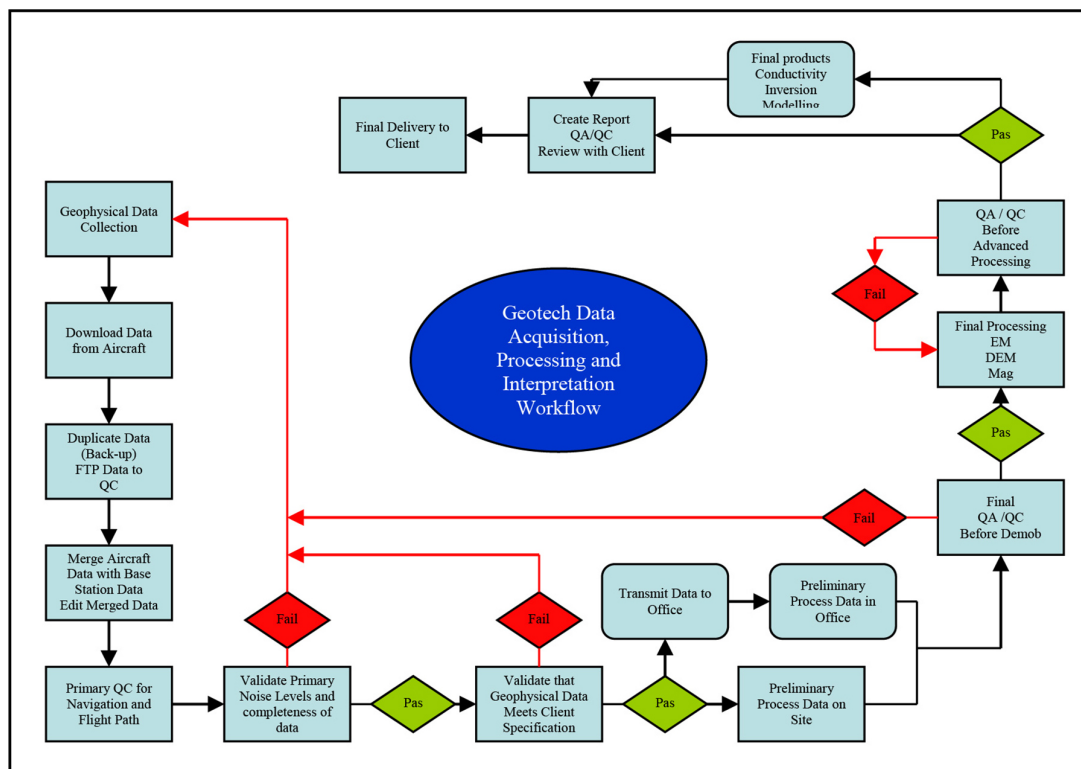 Final products
Conductivity
Inversion
Modelling
Final Delivery to
Client
Create Report
QA/QC
Review with Client
Pas
Geophysical Data
Collection
QA / QC
Before
Advanced
Processing
Fail
Geotech Data
Acquisition,
Processing and
Interpretation
Workflow
Download Data
from Aircraft
Final Processing
EM
DEM
Mag
Duplicate Data
(Back-up)
FTP Data to
QC
Pas
Final
QA /QC
Before Demob
Fail
Merge Aircraft
Data with Base
Station Data
Edit Merged Data
Fail
Fail
Transmit Data to
Office
Preliminary
Process Data in
Office
Primary QC for
Navigation and
Flight Path
Validate Primary
Noise Levels and
completeness of
data
Pas
Validate that
Geophysical Data
Meets Client
Specification
Pas
Preliminary
Process Data on
Site